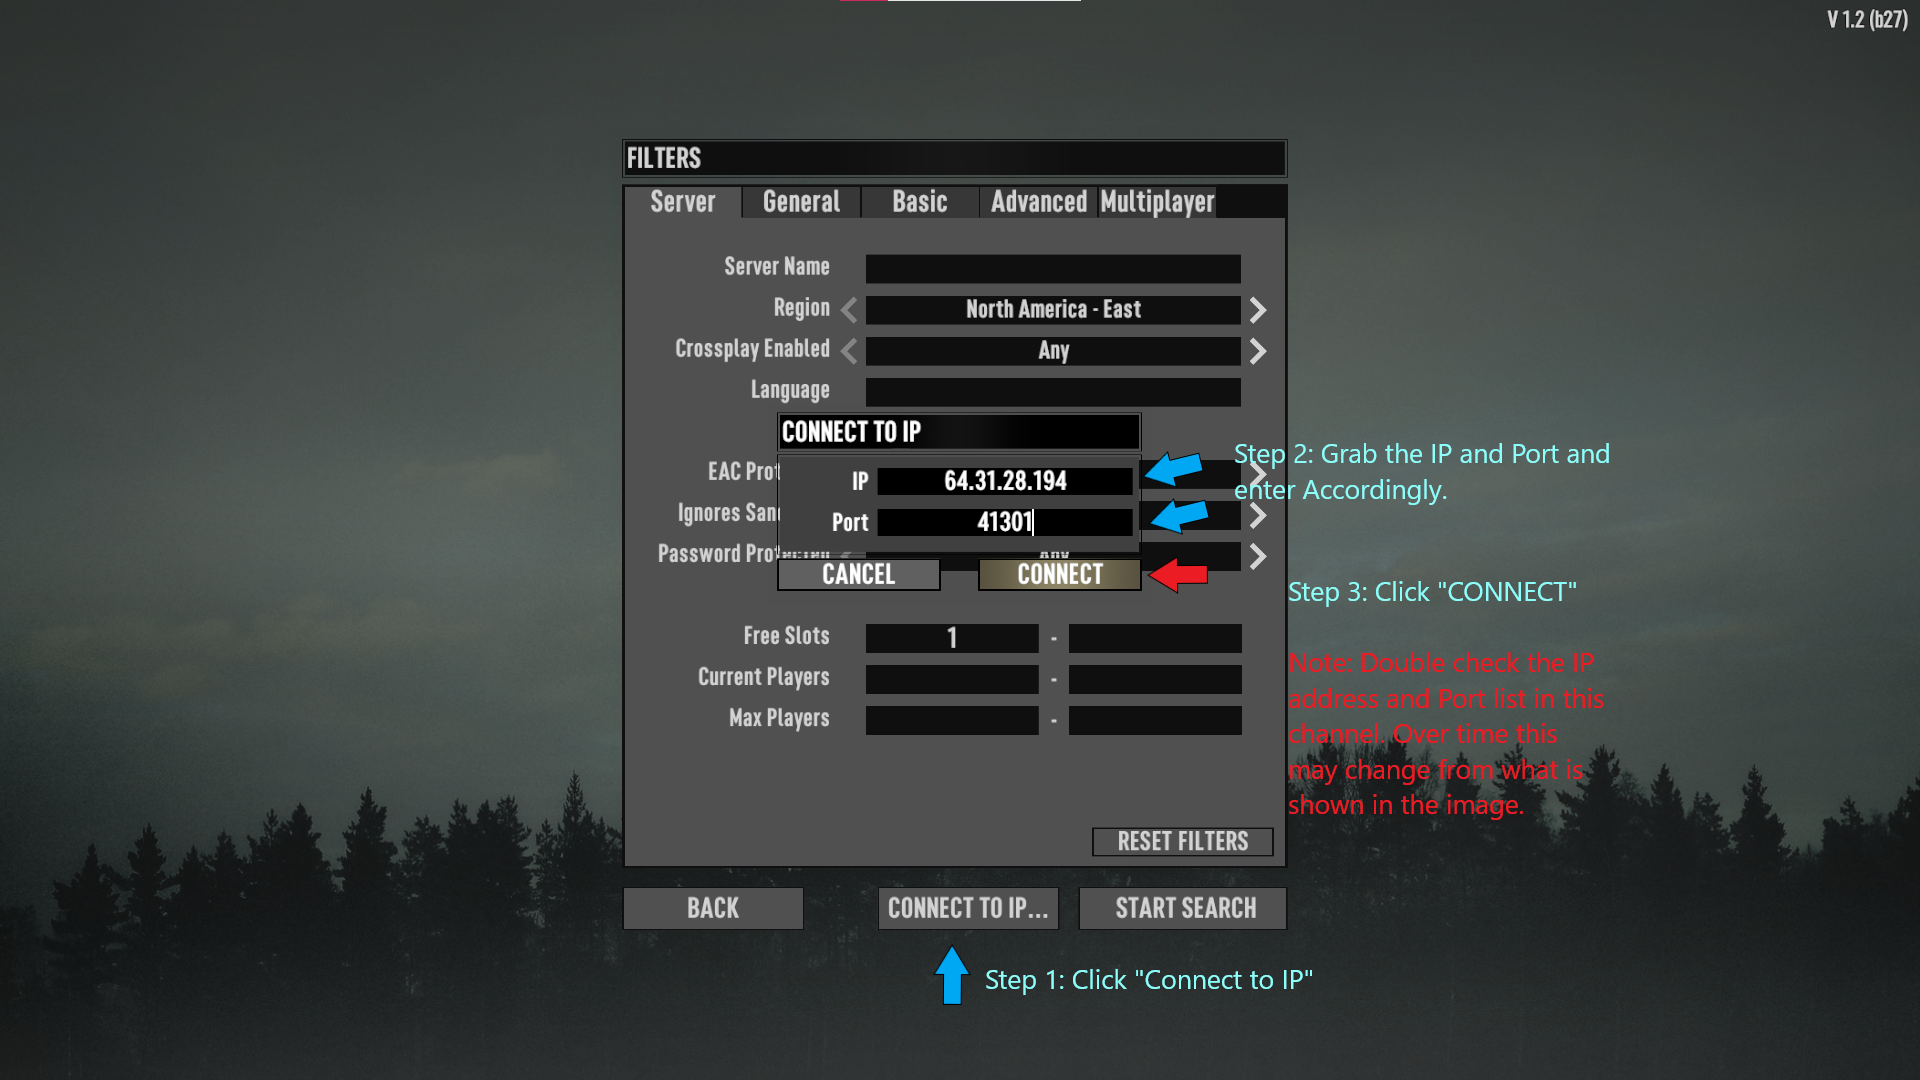 V 1.2 (b27)
FILTERS
Server General Basic Advanced Multiplayer
Server Name
Region North America - East
Crossplay Enabled Any
Language
CONNECT TO IP
Step 2: Grab the IP and Port and
enter Accordingly.
EAC Prot
IP 64.31.28.194
Ignores San
Port 41301
Password Protected Any
CANCEL CONNECT
Step 3: Click "CONNECT"
Free Slots 1 -
Current Players -
Max Players -
Note: Double check the IP
address and Port list in this
channel. Over time this
may change from what is
shown in the image.
RESET FILTERS
BACK CONNECT TO IP... START SEARCH
Step 1: Click "Connect to IP"